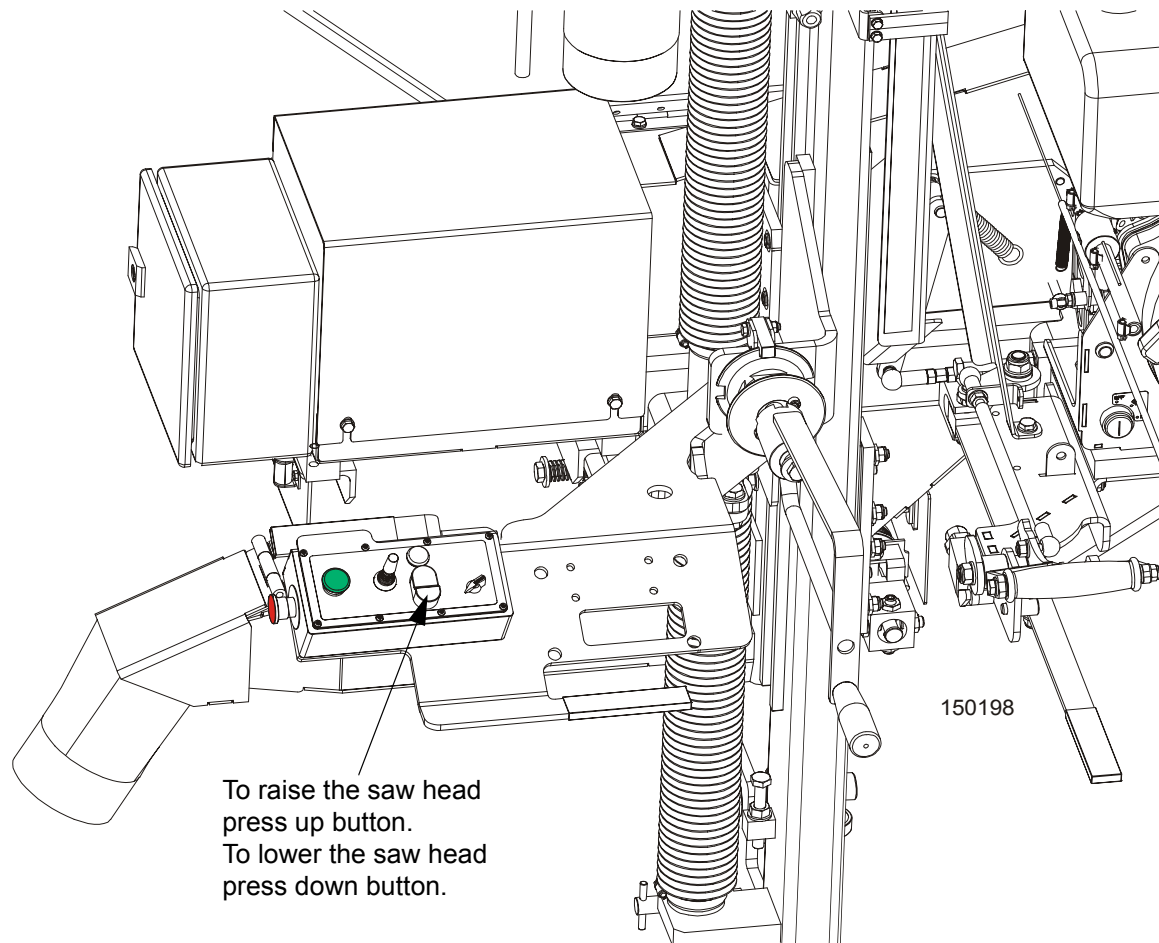 150198
To raise the saw head
press up button.
To lower the saw head
press down button.